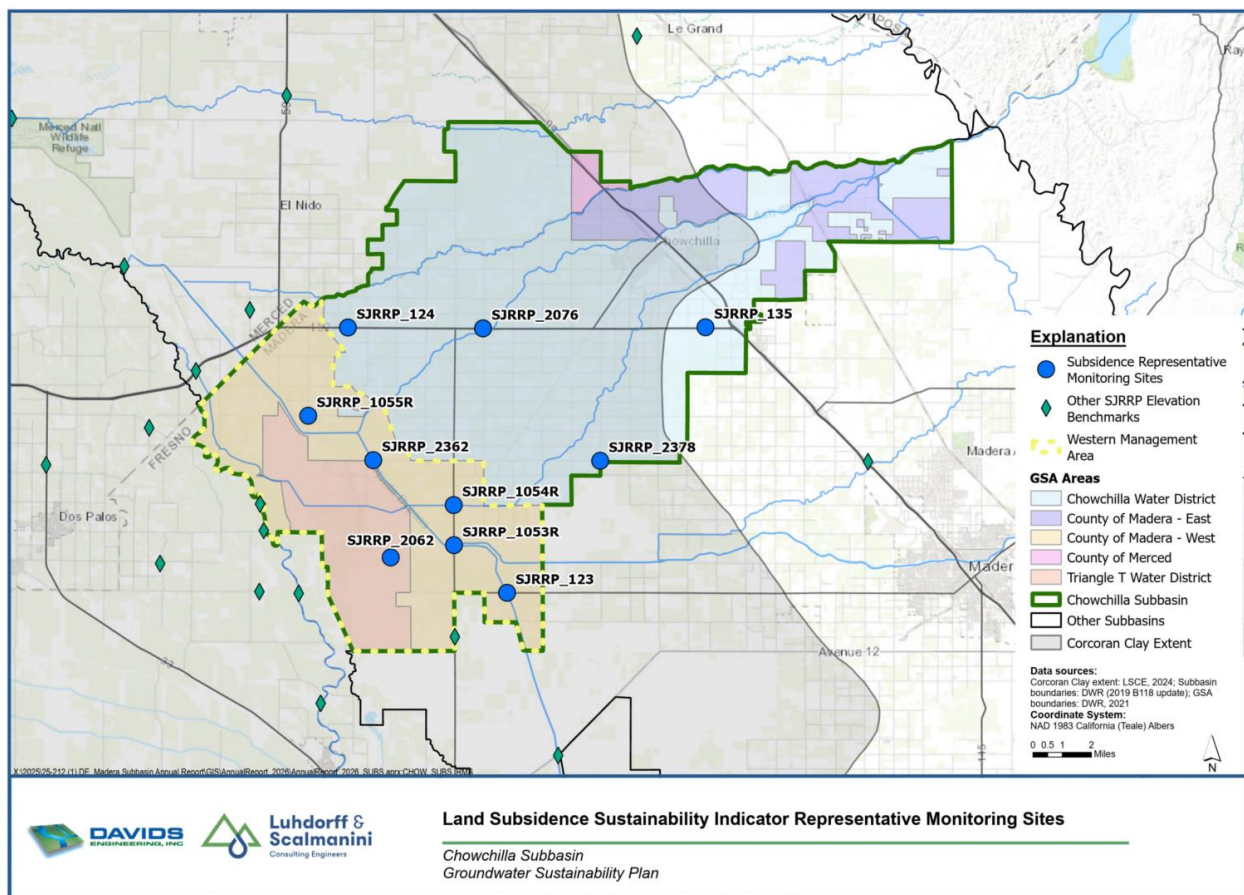 Le Grand
59
99
Merced Natl
Wildlife
Refuge
El Nido
howchilla
MERCED
MADERA
SJRRP_124
SJRRP_2076
SJRRP_135
SJRRP_1055R
FRESNO
SJRRP_2362
SJRRP_2378
Madera A
SJRRP_1054R
Dos Palos
SJRRP_1053R
SJRRP_2062
Mader
SJRRP_123
Avenue 12
33
Explanation
Subsidence Representative
Monitoring Sites
Other SJRRP Elevation
Benchmarks
Western Management
Area
GSA Areas
Chowchilla Water District
County of Madera - East
County of Madera - West
County of Merced
Triangle T Water District
Chowchilla Subbasin
Other Subbasins
Corcoran Clay Extent
Data sources:
Corcoran Clay extent: LSCE, 2024; Subbasin
boundaries: DWR (2019 B118 update); GSA
boundaries: DWR, 2021
Coordinate System:
NAD 1983 California (Teale) Albers
0 0.5 1 2
Miles
N
DAVIDS
ENGINEERING, INC
Luhdorff &
Scalmanini
Consulting Engineers
Land Subsidence Sustainability Indicator Representative Monitoring Sites
Chowchilla Subbasin
Groundwater Sustainability Plan